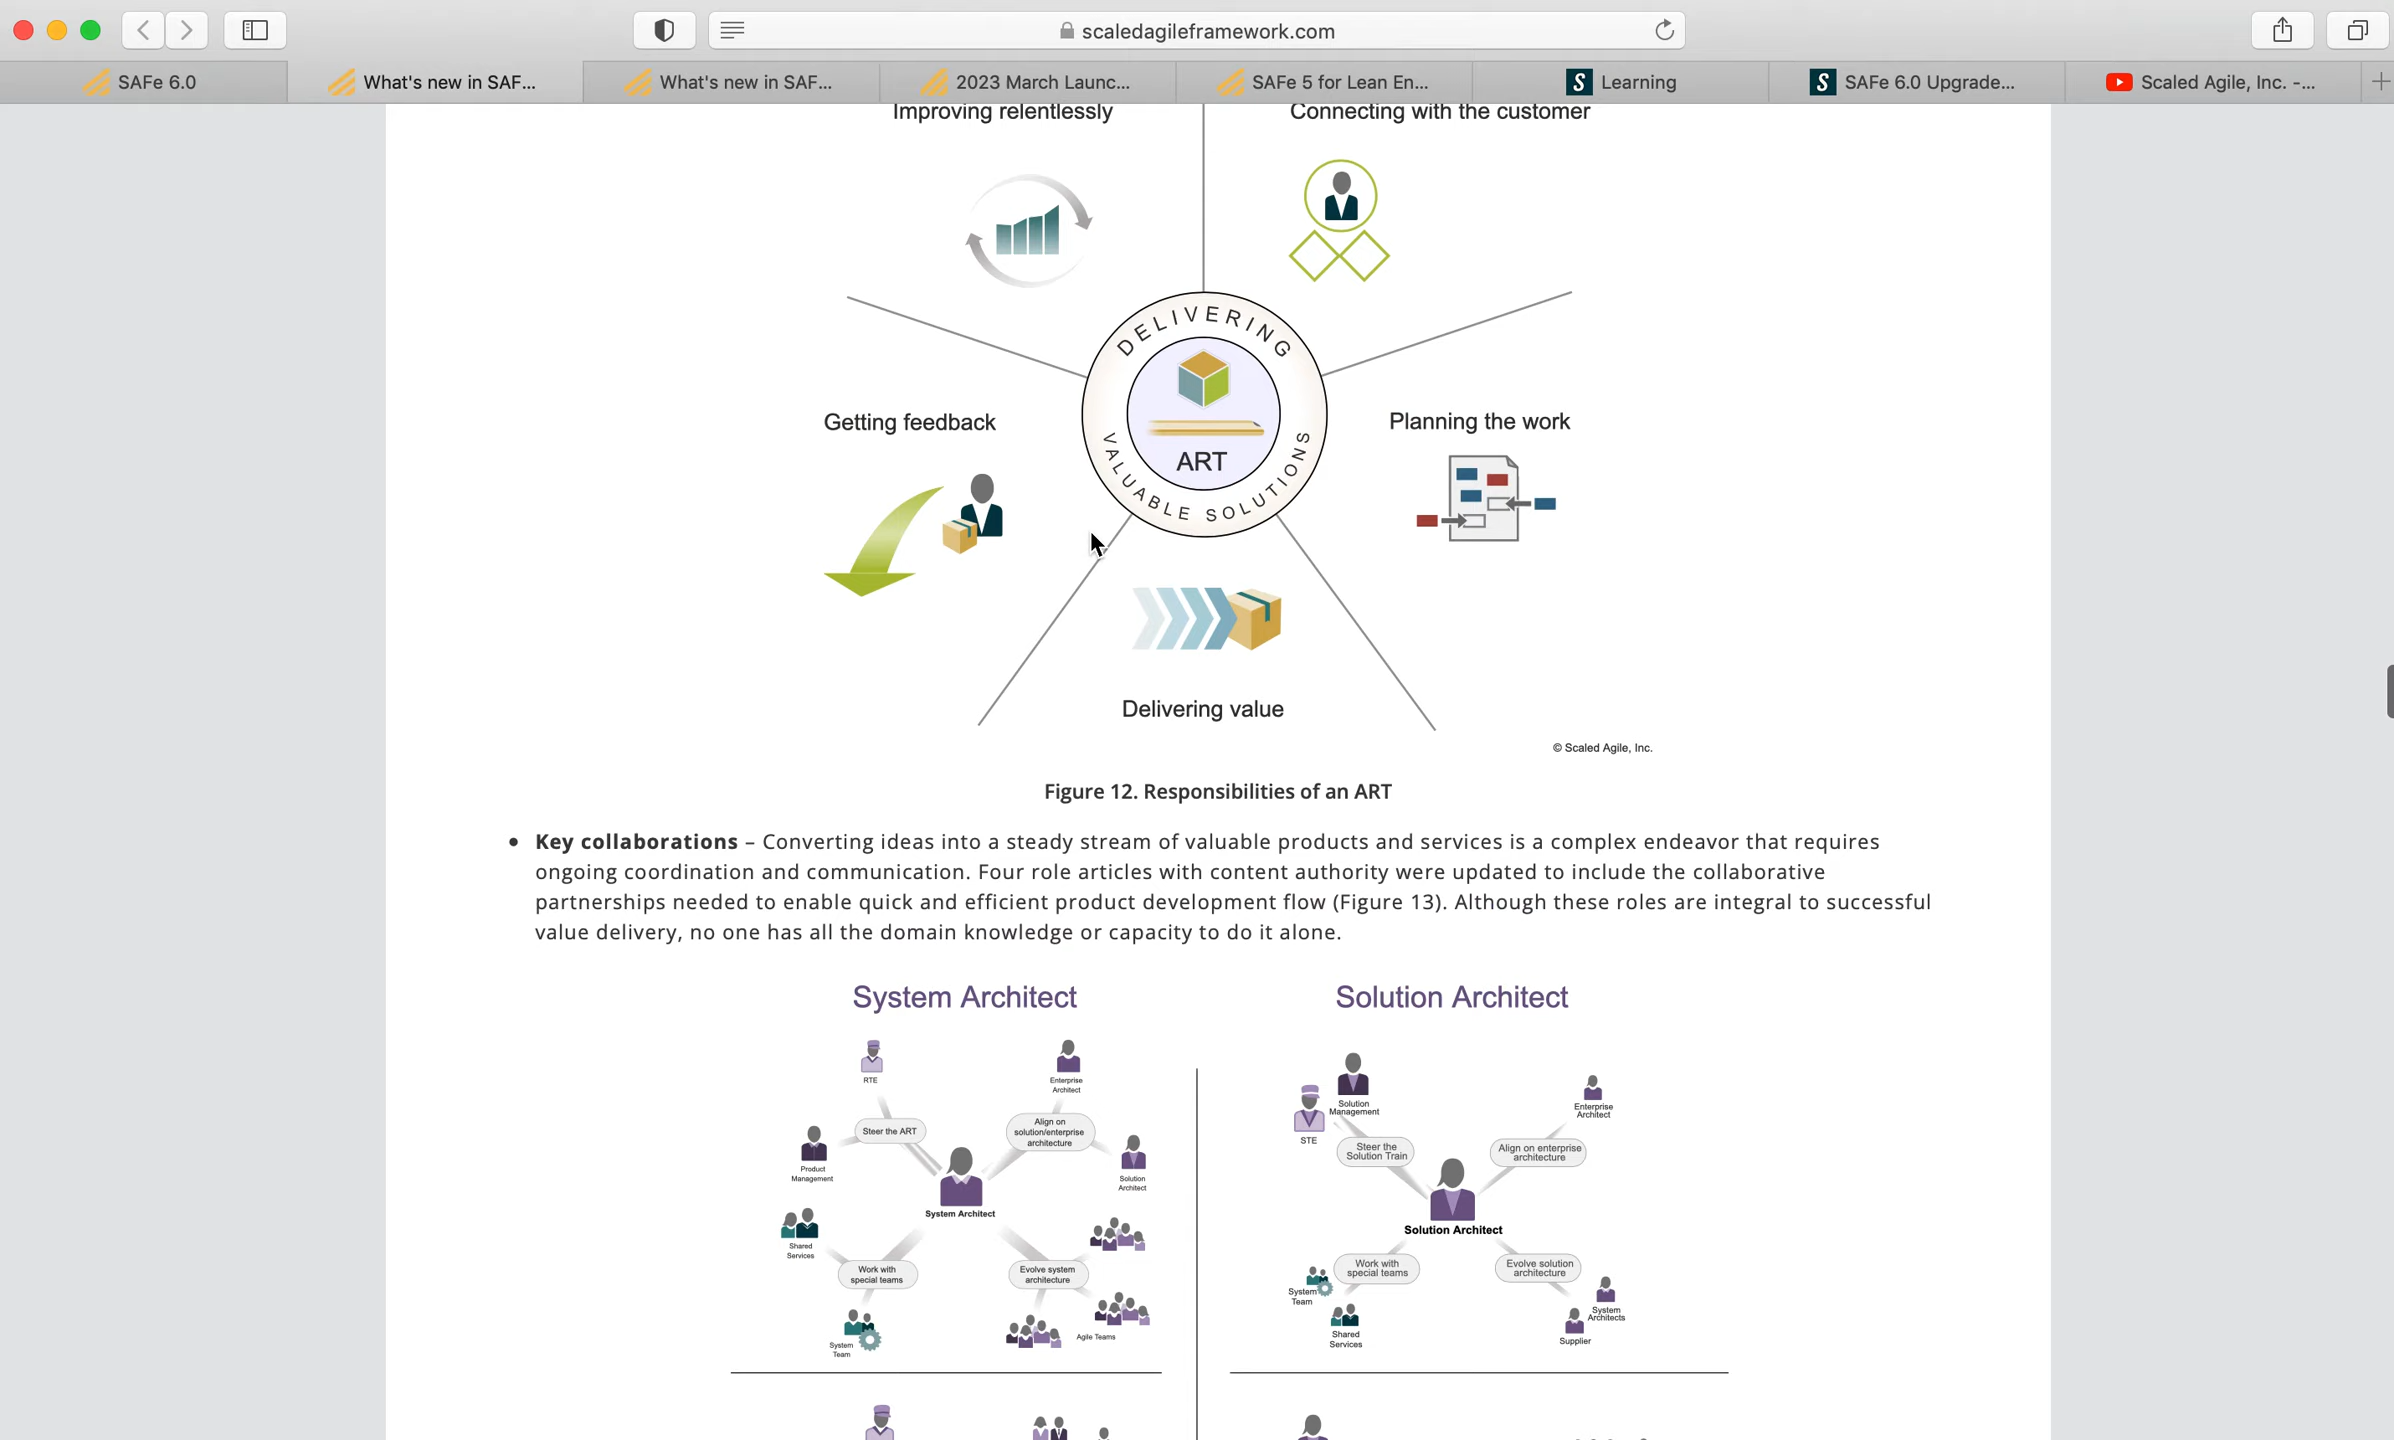 scaledagileframework.com
SAFe 6.0
What's new in SAF...
What's new in SAF...
2023 March Launc...
SAFe 5 for Lean En...
S Learning
S SAFe 6.0 Upgrade...
Scaled Agile, Inc. -...
Improving relentlessly
Connecting with the customer
DELIVERING
VALUABLE SOLUTIONS
ART
Getting feedback
Planning the work
Delivering value
© Scaled Agile, Inc.
Figure 12. Responsibilities of an ART
• Key collaborations – Converting ideas into a steady stream of valuable products and services is a complex endeavor that requires
ongoing coordination and communication. Four role articles with content authority were updated to include the collaborative
partnerships needed to enable quick and efficient product development flow (Figure 13). Although these roles are integral to successful
value delivery, no one has all the domain knowledge or capacity to do it alone.
System Architect
RTE
Enterprise
Architect
Steer the ART
Align on
solution/enterprise
architecture
Product
Management
Solution
Architect
System Architect
Shared
Services
Work with
special teams
Evolve system
architecture
System
Team
Agile Teams
Solution Architect
Solution
Management
STE
Enterprise
Architect
Steer the
Solution Train
Align on enterprise
architecture
Solution Architect
Work with
special teams
Evolve solution
architecture
System
Team
Shared
Services
System
Architects
Supplier